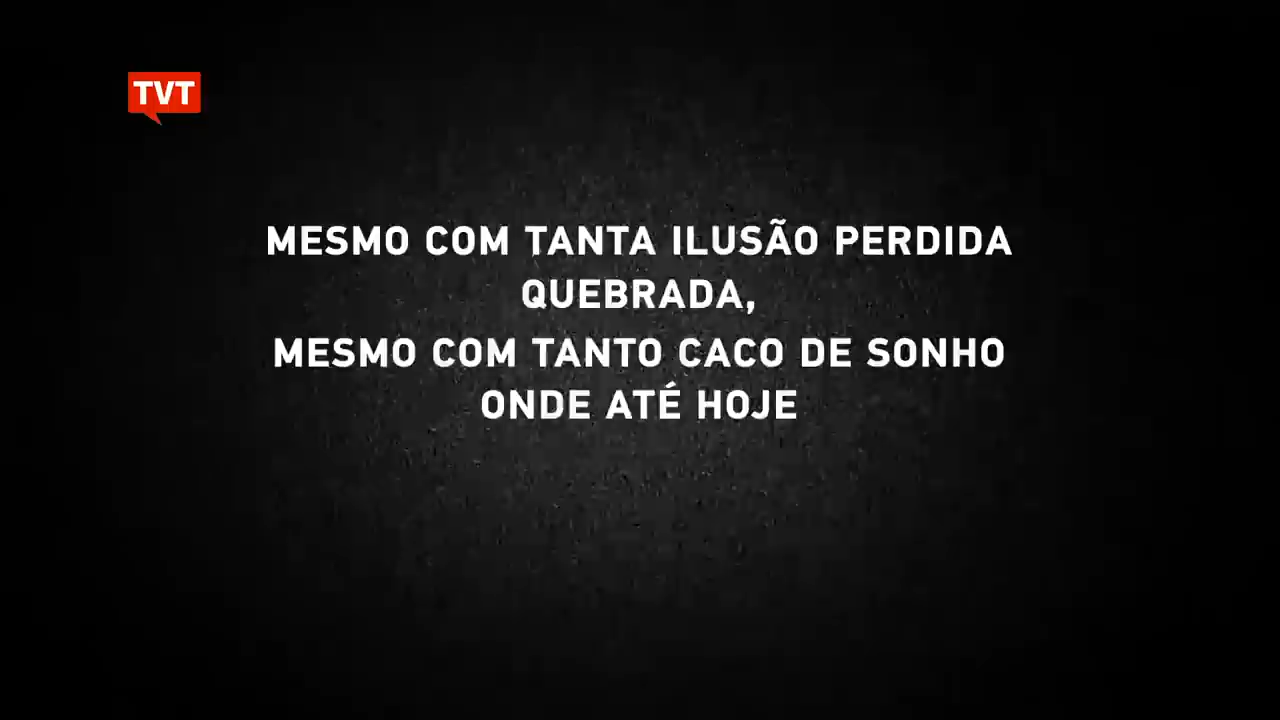 TVT
MESMO COM TANTA ILUSÃO PERDIDA
QUEBRADA,
MESMO COM TANTO CACO DE SONHO
ONDE ATÉ HOJE